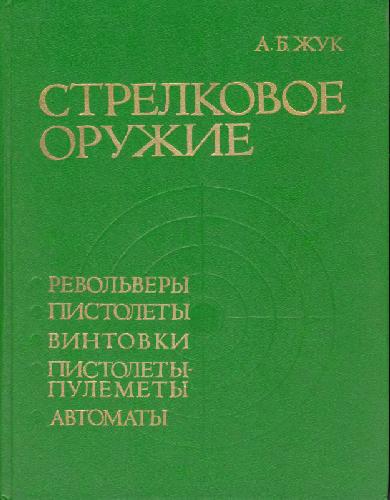 А. Б. ЖУК
СТРЕЛКОВОЕ
ОРУЖИЕ
РЕВОЛЬВЕРЫ
ПИСТОЛЕТЫ
ВИНТОВКИ
ПИСТОЛЕТЫ-
ПУЛЕМЕТЫ
АВТОМАТЫ